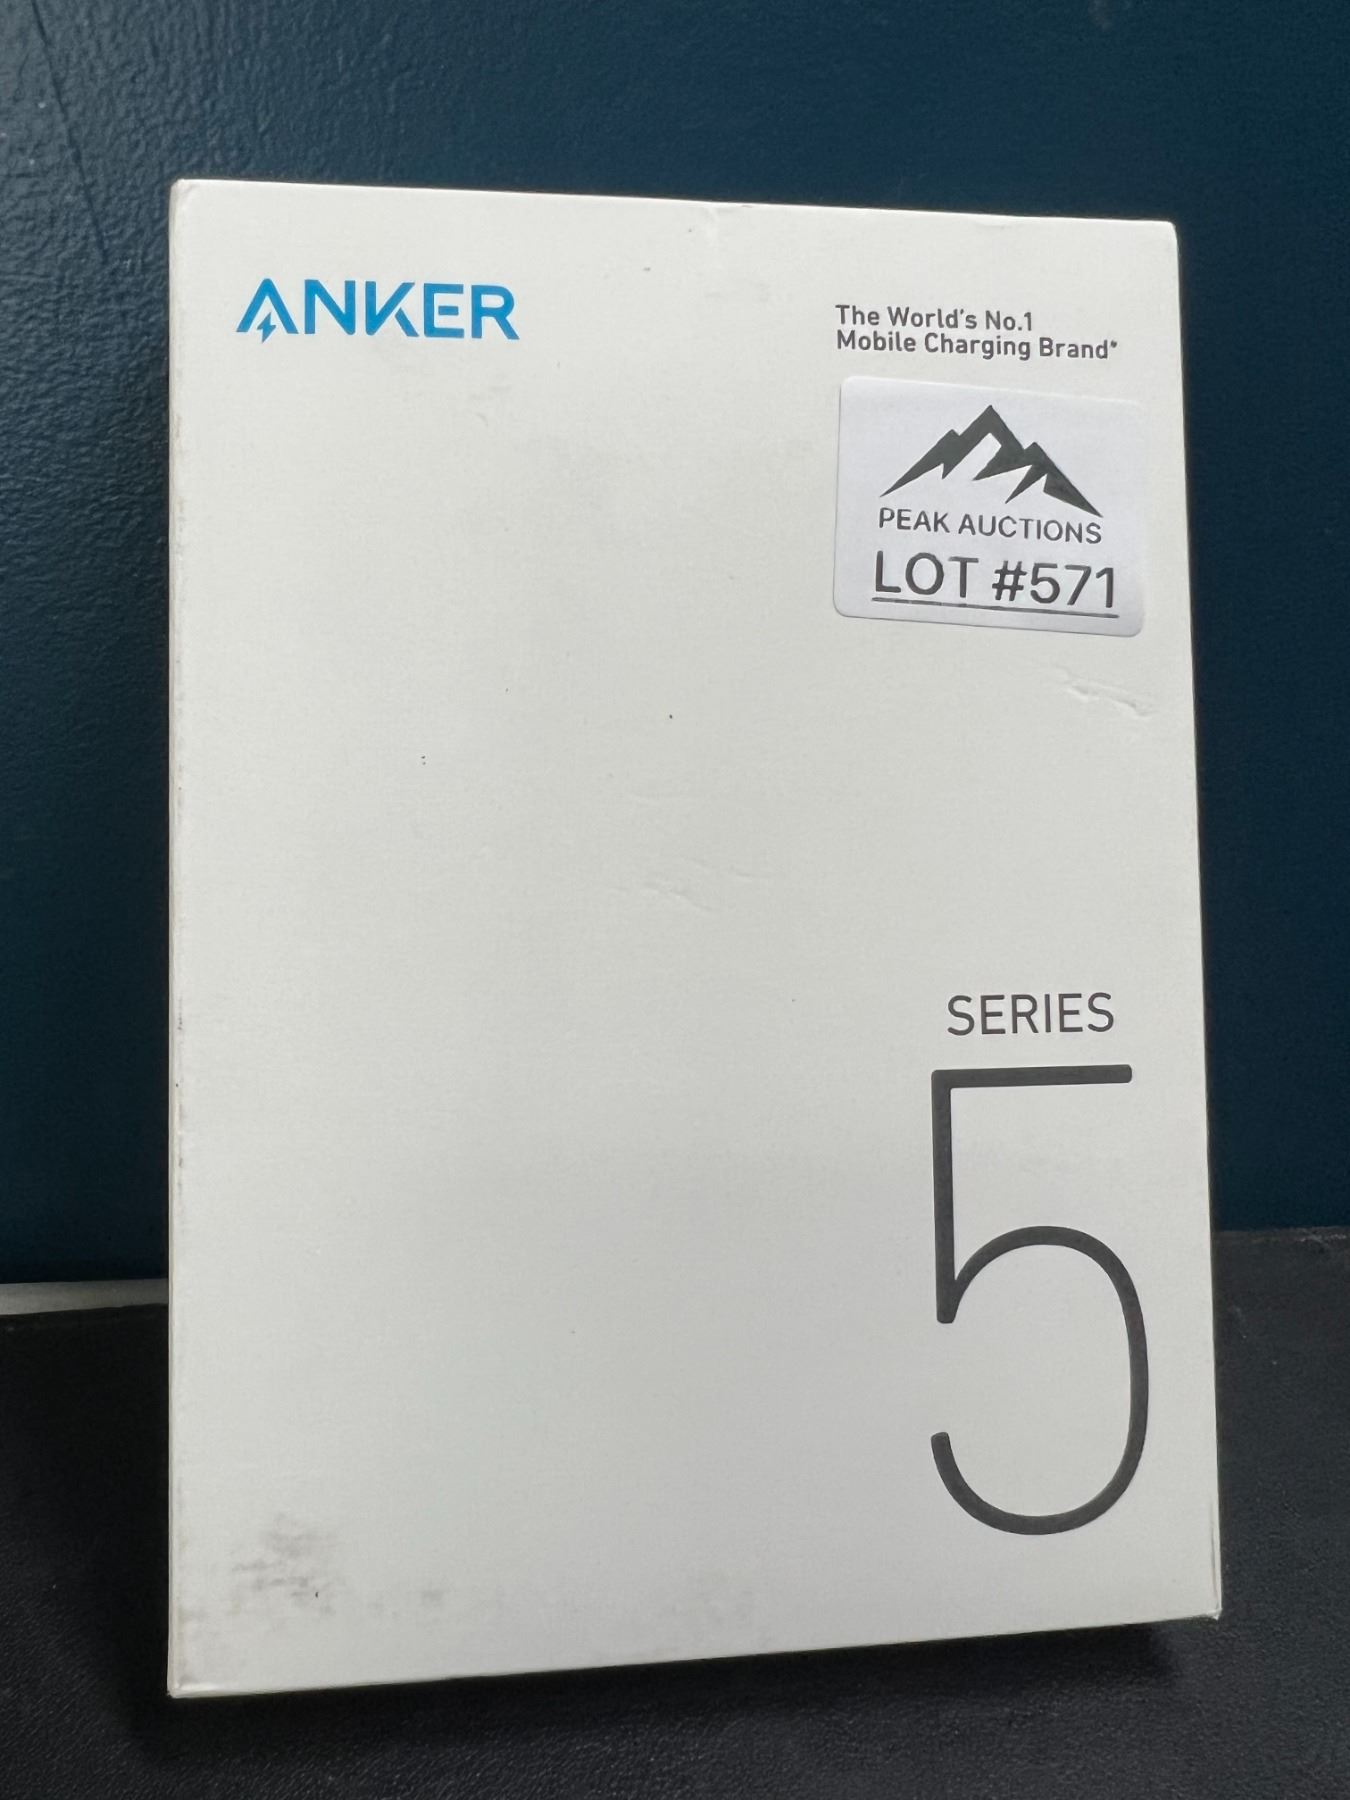 ANKER
The World's No.1
Mobile Charging Brand*
PEAK AUCTIONS
LOT #571
SERIES
5